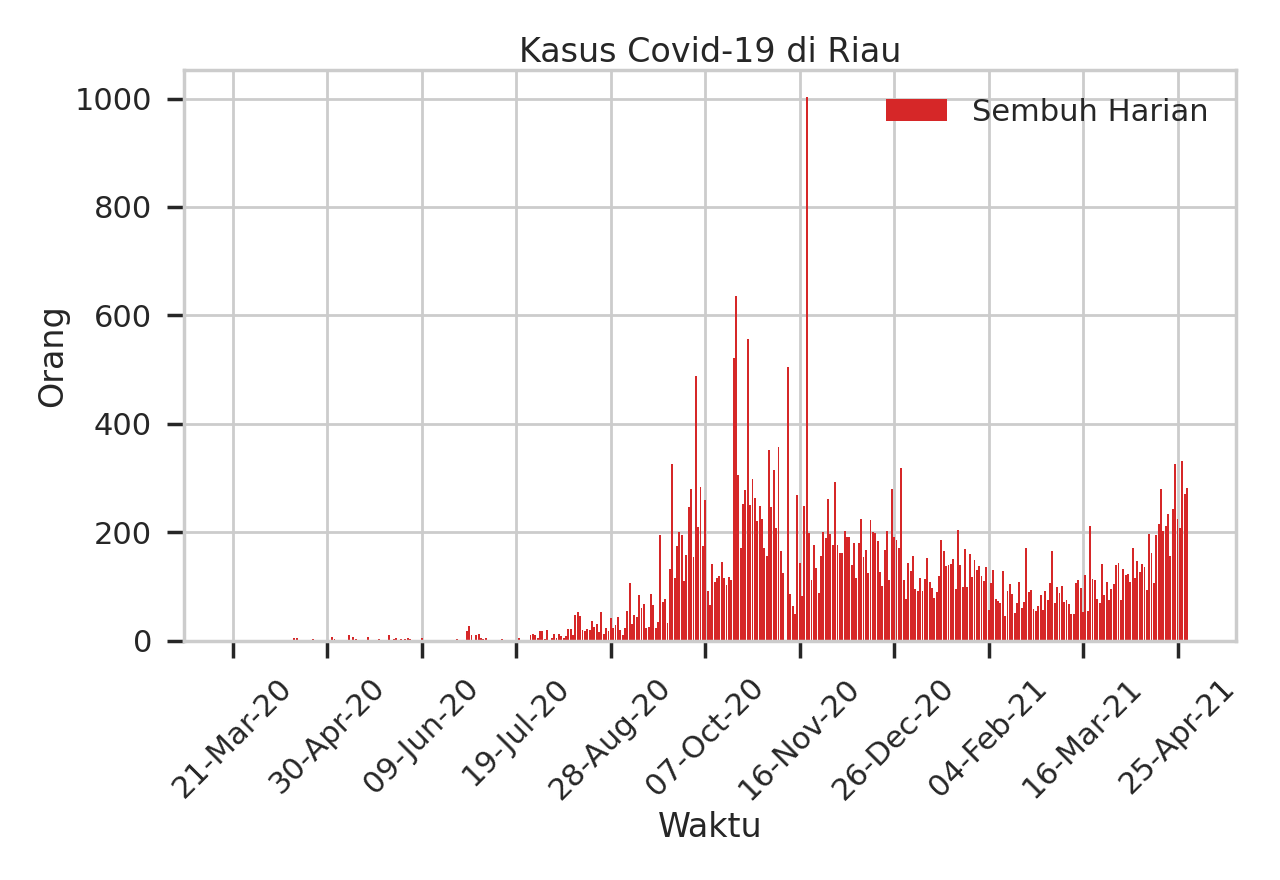 Kasus Covid-19 di Riau
Sembuh Harian
1000
800
600
400
200
0
Orang
21-Mar-20
30-Apr-20
09-Jun-20
19-Jul-20
28-Aug-20
07-Oct-20
16-Nov-20
26-Dec-20
04-Feb-21
16-Mar-21
25-Apr-21
Waktu